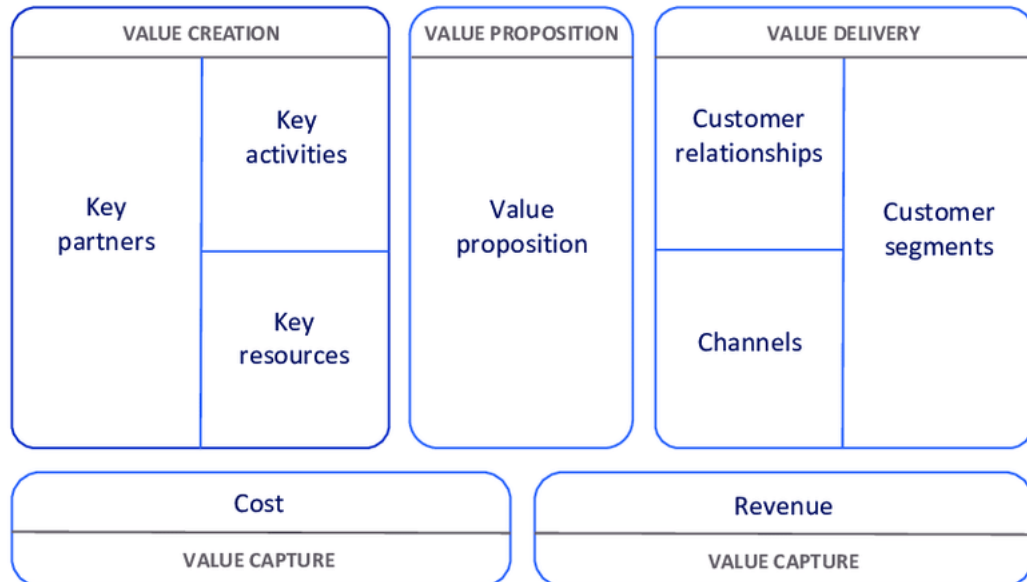 VALUE CREATION
VALUE PROPOSITION
VALUE DELIVERY
Key
partners
Key
activities
Key
resources
Value
proposition
Customer
relationships
Channels
Customer
segments
Cost
VALUE CAPTURE
Revenue
VALUE CAPTURE